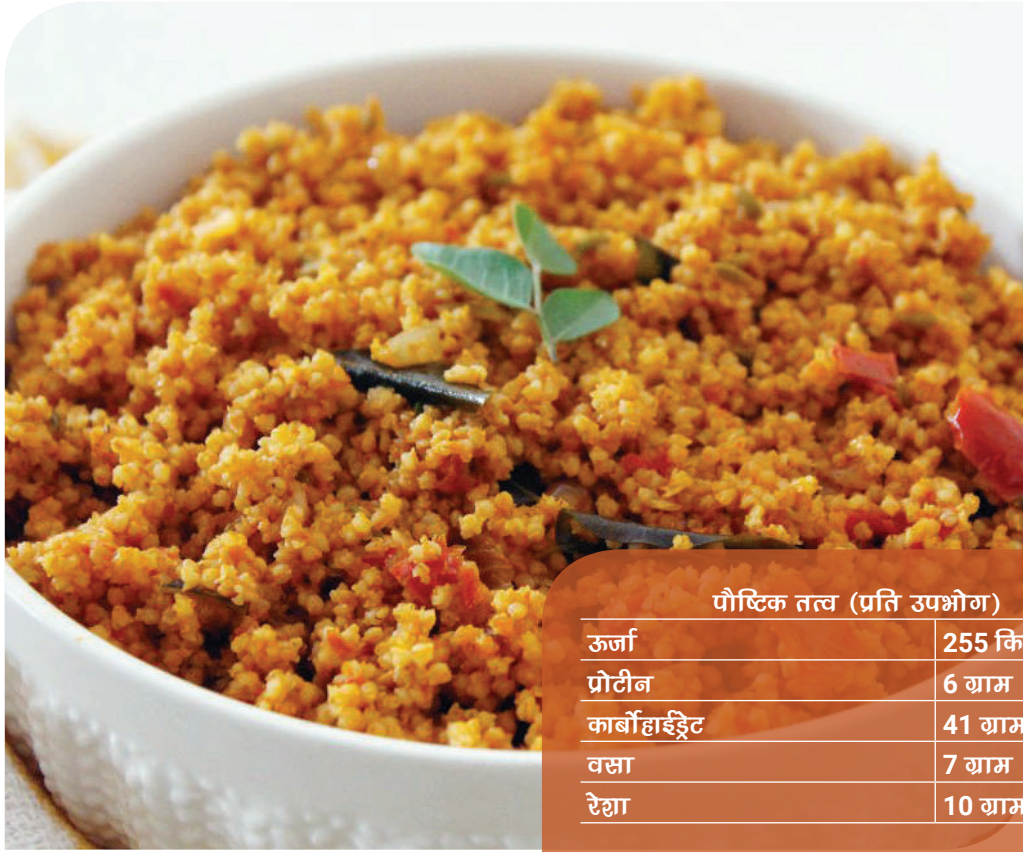 पौष्टिक तत्व (प्रति उपभोग)
ऊर्जा 255 कि
प्रोटीन 6 ग्राम
कार्बोहाईड्रेट 41 ग्राम
वसा 7 ग्राम
रेशा 10 ग्राम